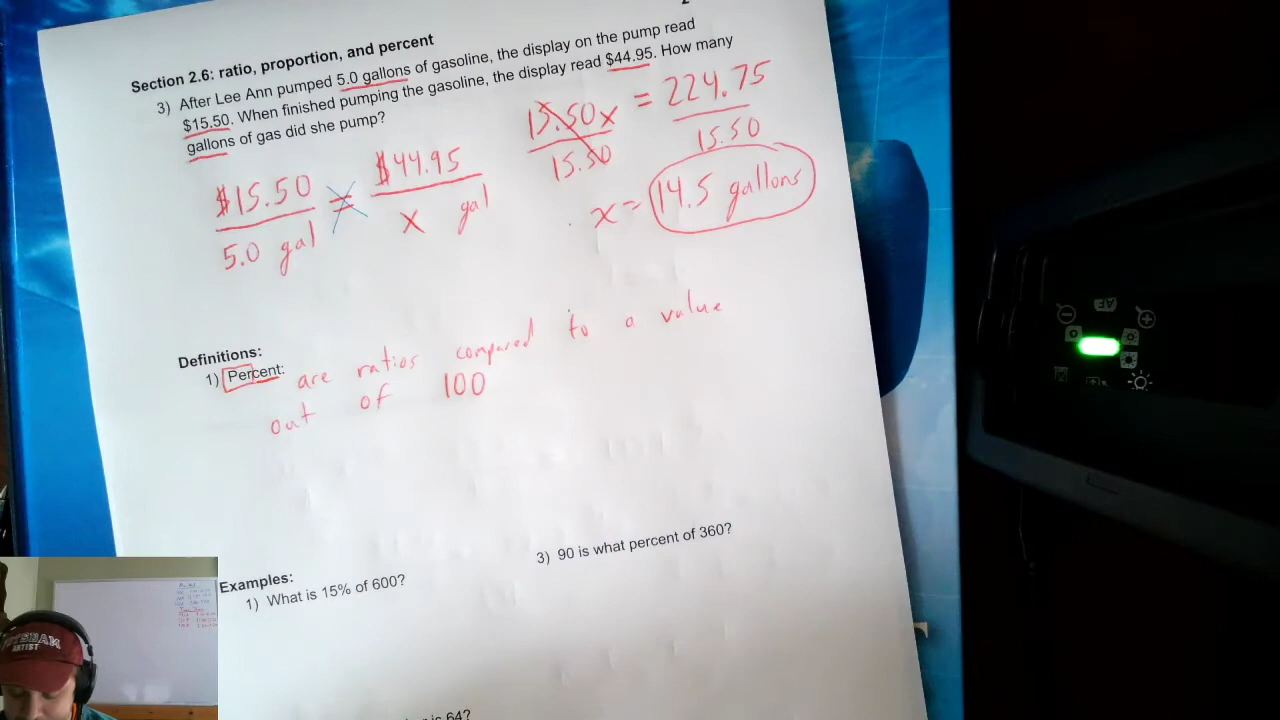 Section 2.6: ratio, proportion, and percent
3) After Lee Ann pumped 5.0 gallons of gasoline, the display on the pump read
$15.50. When finished pumping the gasoline, the display read $44.95. How many
gallons of gas did she pump?
$15.50 = $44.95
5.0 gal x gal
15.50x = 224.75
15.50 15.50
x = 14.5 gallons
Definitions:
1) Percent: are ratios compared to a value
out of 100
Examples:
1) What is 15% of 600?
3) 90 is what percent of 360?
is 64?
AF
ARTIST